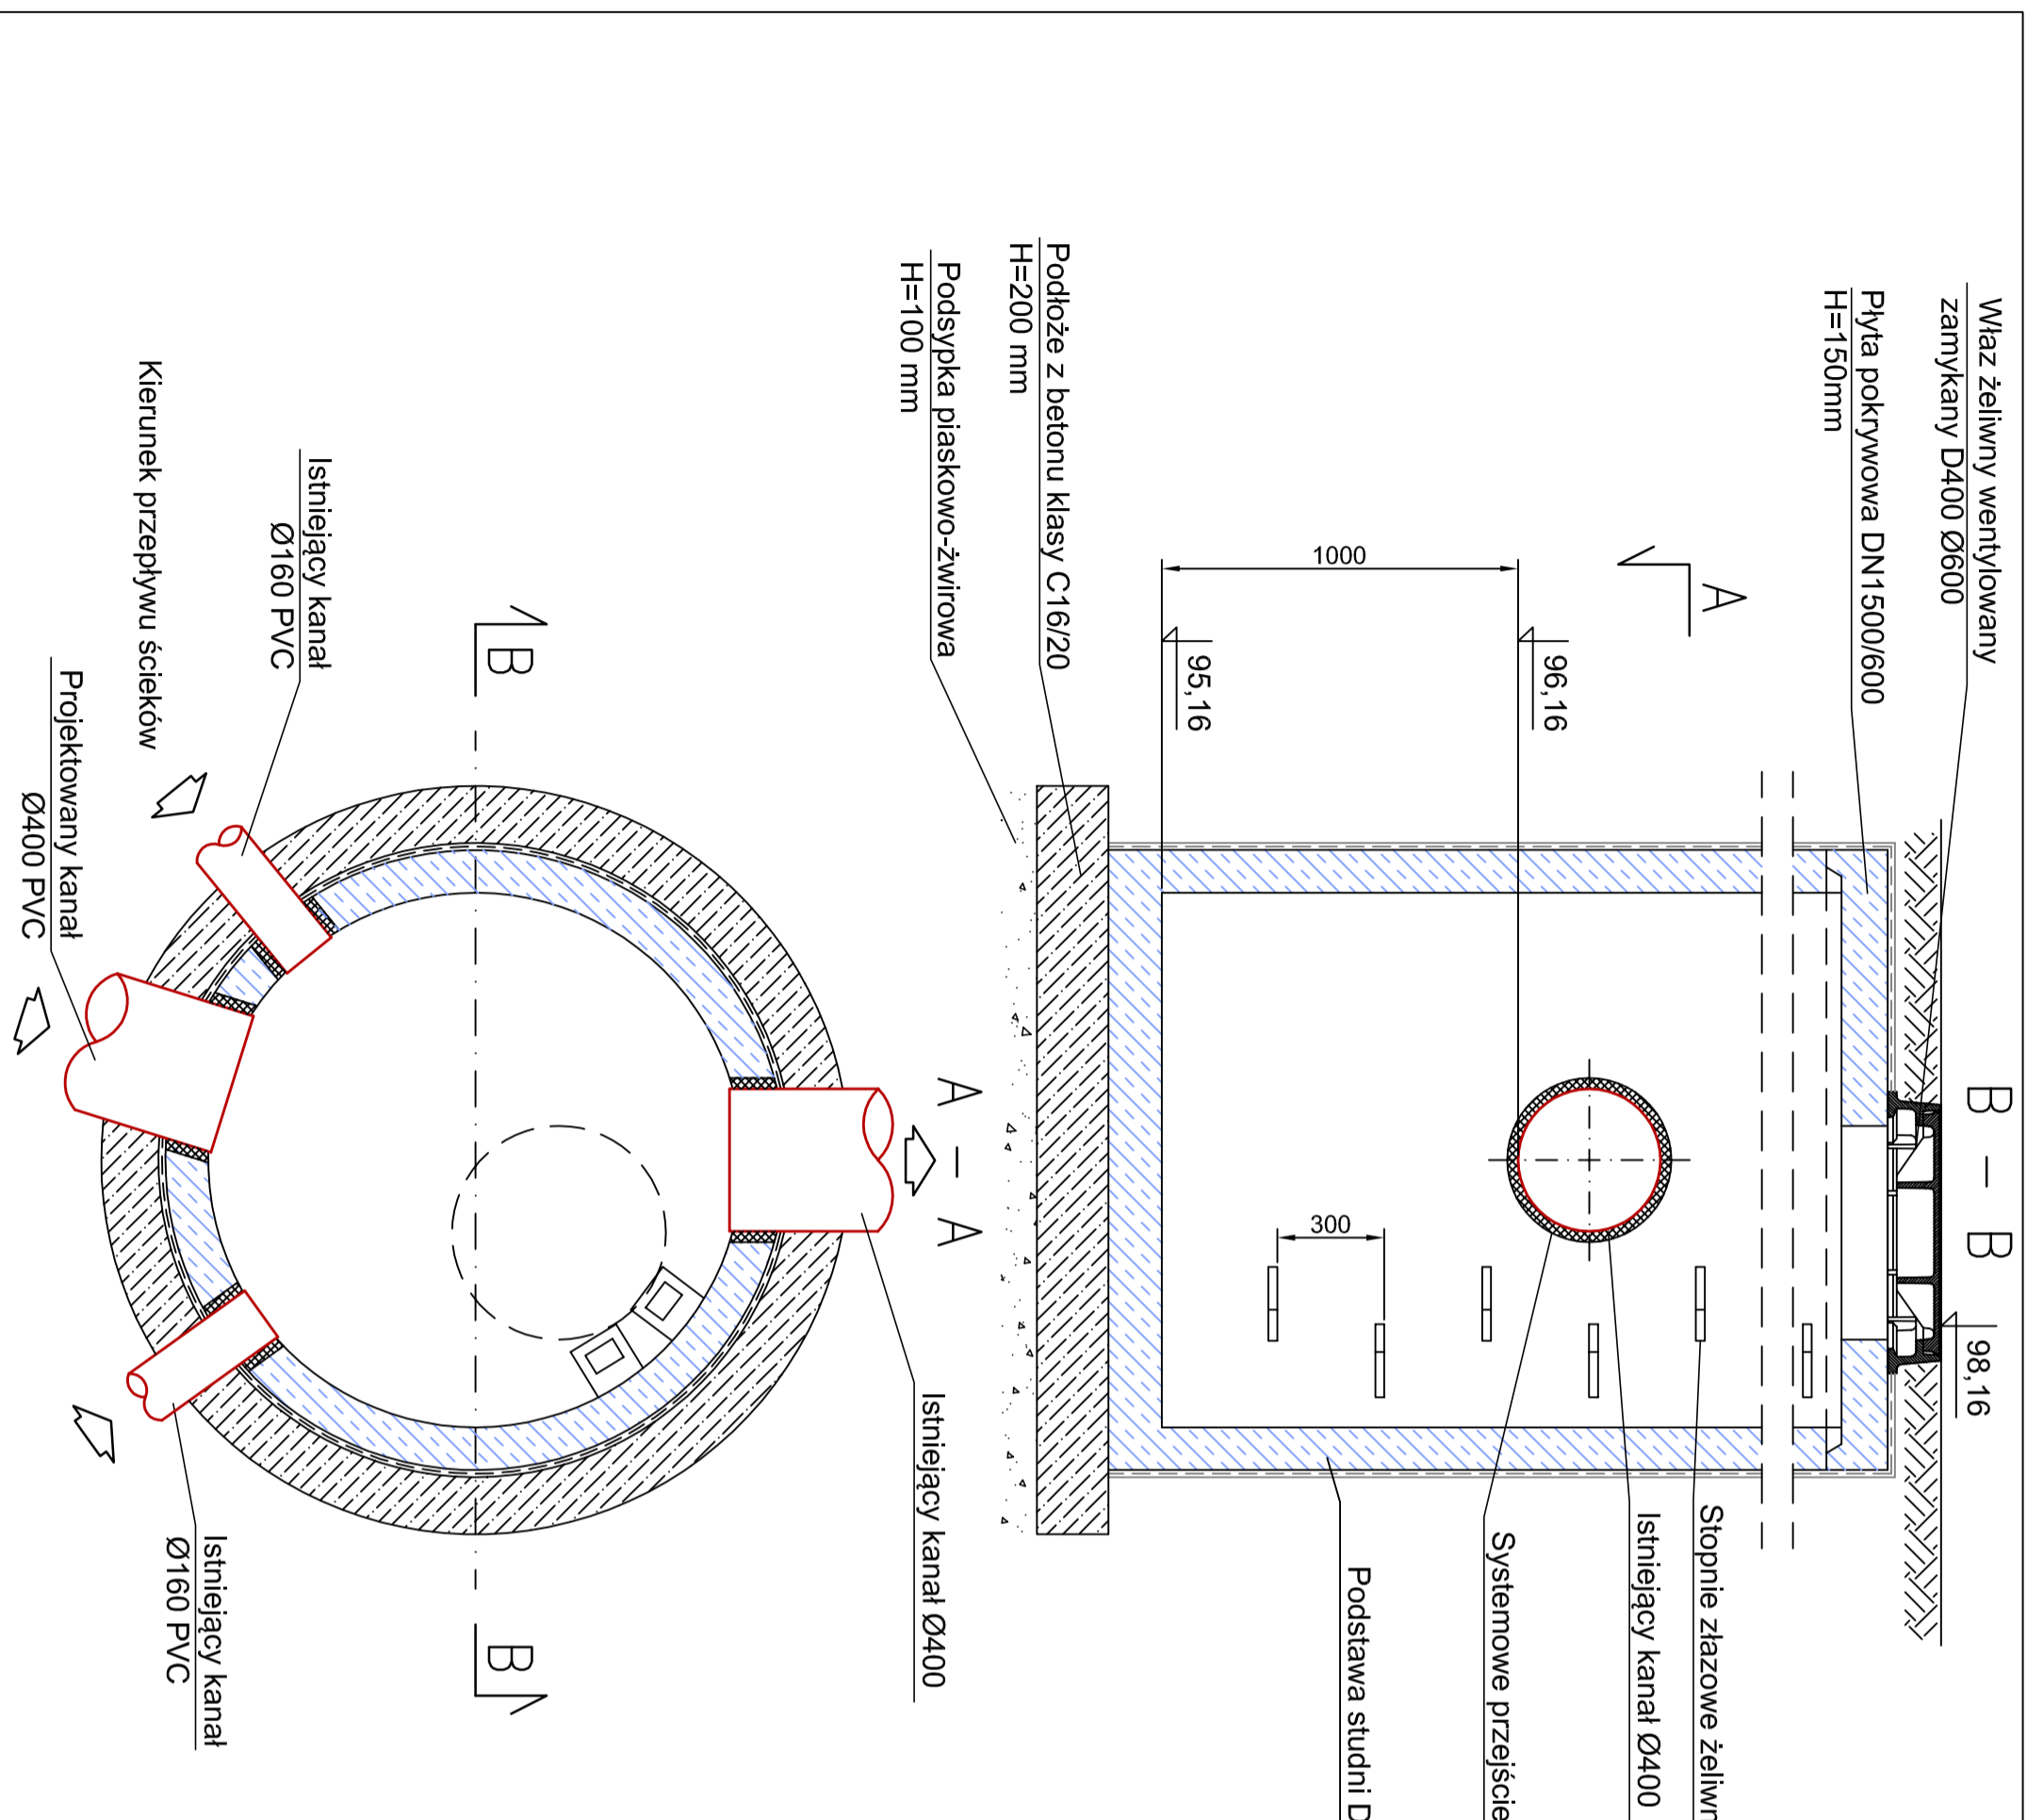 B – B
Właz żeliwny wentylowany
zamykany D400 Ø600
98,16
Płyta pokrywowa DN1500/600
H=150mm
A
Stopnie złazowe
Istniejący kanał Ø400
96,16
Systemowe przejście
1000
300
Podstawa studni
95,16
Podłoże z betonu klasy C16/20
H=200 mm
Podsypka piaskowo-żwirowa
H=100 mm
A – A
Istniejący kanał Ø400
B
B
Istniejący kanał
Ø160 PVC
Istniejący kanał
Ø160 PVC
Kierunek przepływu ścieków
Projektowany kanał
Ø400 PVC